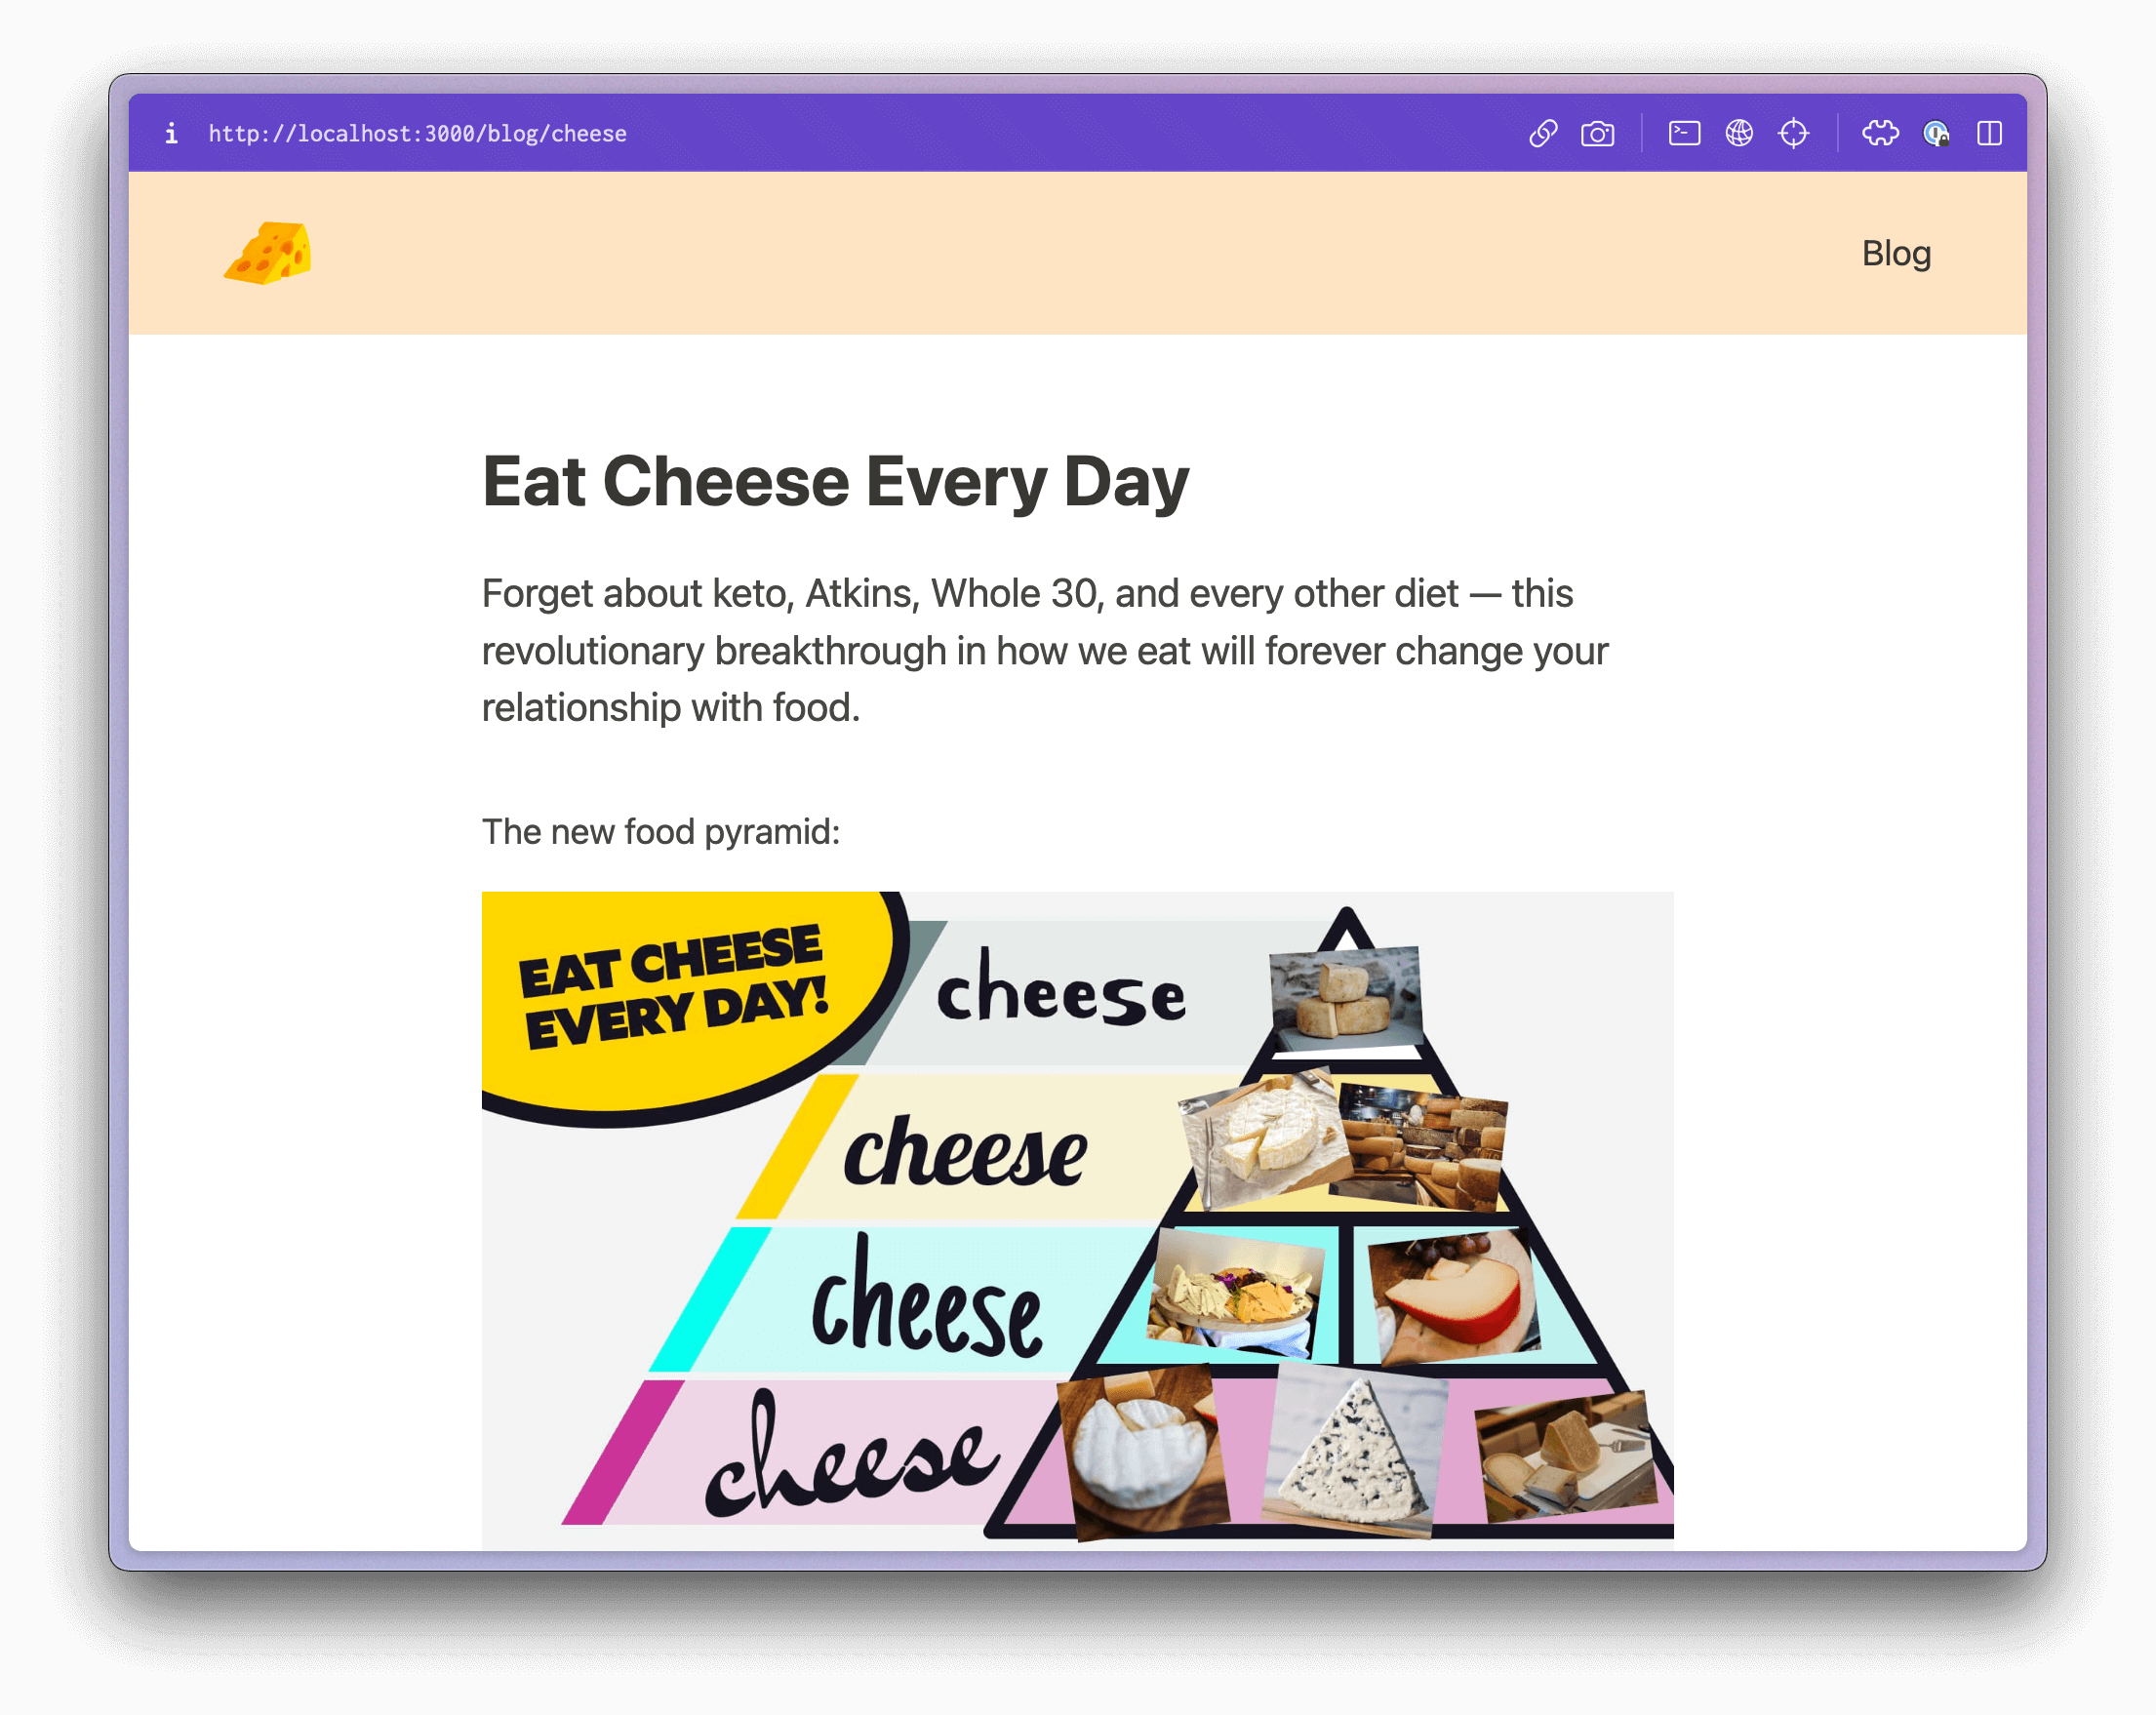 http://localhost:3000/blog/cheese
Blog
Eat Cheese Every Day
Forget about keto, Atkins, Whole 30, and every other diet — this
revolutionary breakthrough in how we eat will forever change your
relationship with food.
The new food pyramid:
EAT CHEESE
EVERY DAY!
cheese
cheese
cheese
cheese